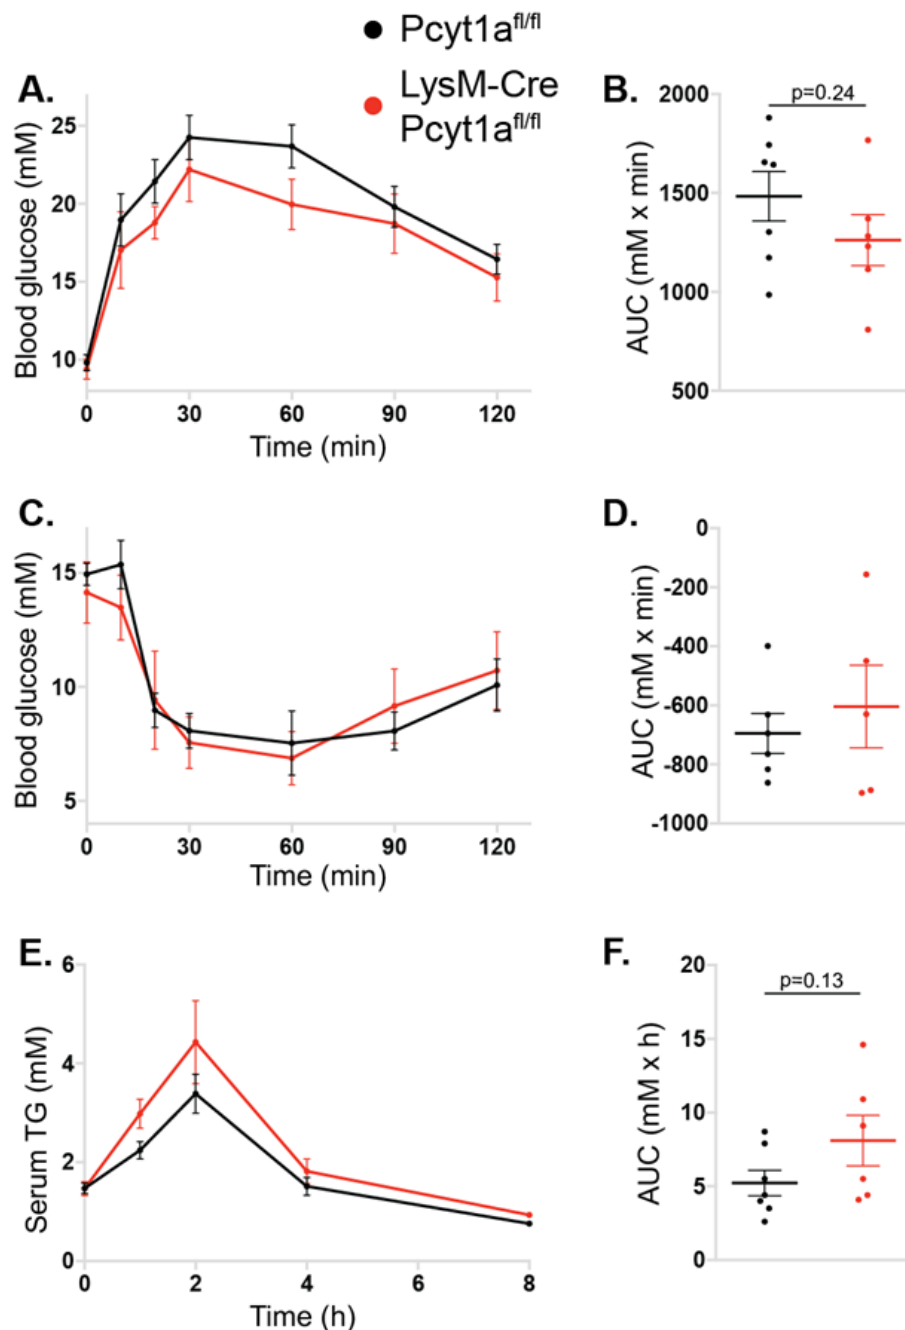 Pcyt1a^fl/fl
LysM-Cre
Pcyt1a^fl/fl
A.
Blood glucose (mM)
25
20
15
10
0
30
60
90
120
Time (min)
B.
AUC (mM x min)
2000
1500
1000
500
p=0.24
C.
Blood glucose (mM)
15
10
5
0
30
60
90
120
Time (min)
D.
AUC (mM x min)
0
-200
-400
-600
-800
-1000
E.
Serum TG (mM)
6
4
2
0
0
2
4
6
8
Time (h)
F.
AUC (mM x h)
20
15
10
5
0
p=0.13